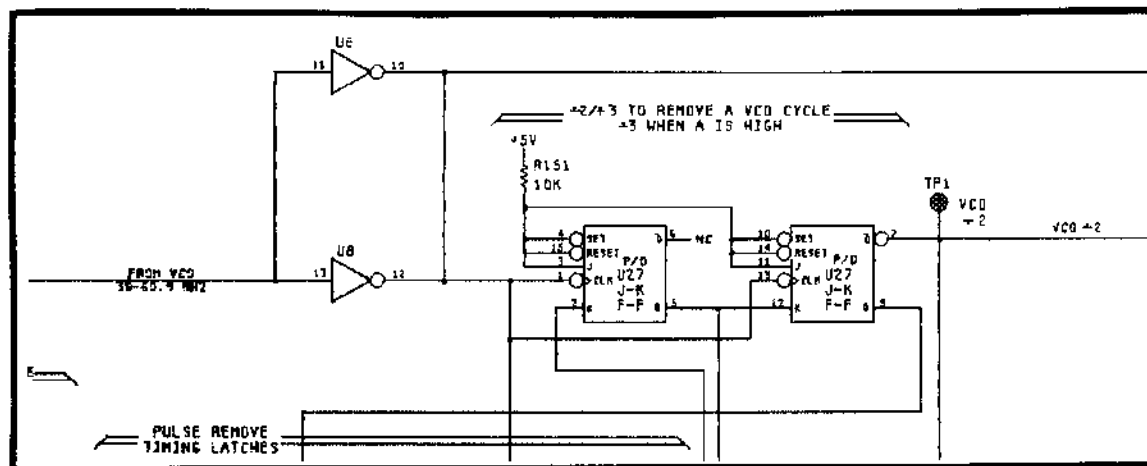 U8
11
10
÷2/÷3 TO REMOVE A VCO CYCLE
÷3 WHEN A IS HIGH
+5V
R151
10K
TP1
VCO
÷2
VCO ÷2
4
SET
15
RESET
3
J
1
CLK
2
K
P/O
U27
J-K
F-F
Q
6
NC
Q
5
10
SET
14
RESET
11
J
13
CLK
12
K
P/O
U27
J-K
F-F
Q
7
Q
9
FROM VCO
13
U8
12
E
PULSE REMOVE
TIMING LATCHES